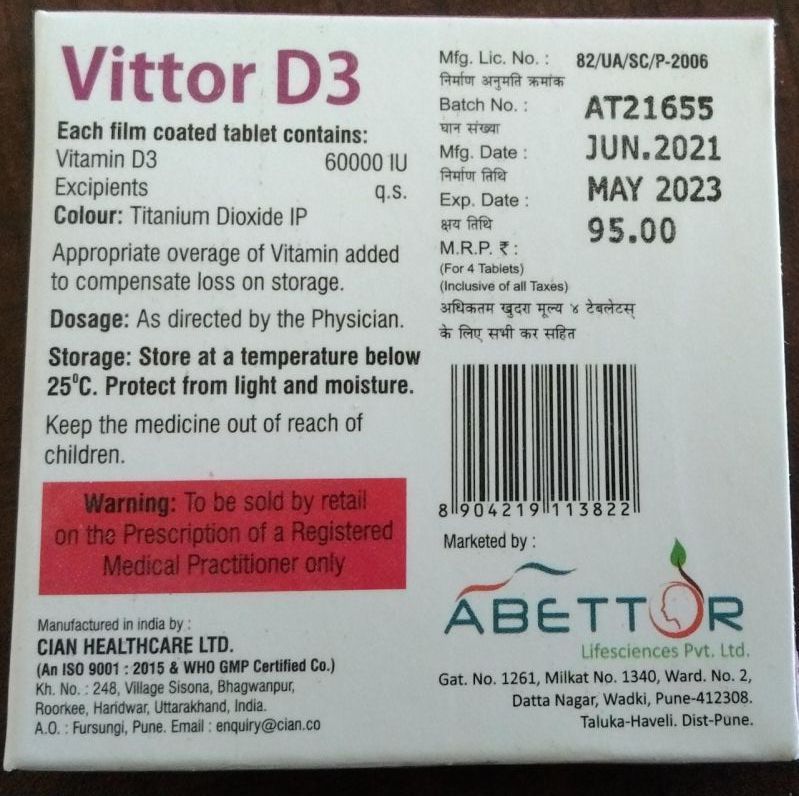 Vittor D3
Each film coated tablet contains:
Vitamin D3 60000 IU
Excipients q.s.
Colour: Titanium Dioxide IP
Appropriate overage of Vitamin added
to compensate loss on storage.
Dosage: As directed by the Physician.
Storage: Store at a temperature below
25⁰C. Protect from light and moisture.
Keep the medicine out of reach of
children.
Warning: To be sold by retail
on the Prescription of a Registered
Medical Practitioner only
Manufactured in india by :
CIAN HEALTHCARE LTD.
(An ISO 9001 : 2015 & WHO GMP Certified Co.)
Kh. No. : 248, Village Sisona, Bhagwanpur,
Roorkee, Haridwar, Uttarakhand, India.
A.O. : Fursungi, Pune. Email : enquiry@cian.co
Mfg. Lic. No. : 82/UA/SC/P-2006
निर्माण अनुमति क्रमांक
Batch No. : AT21655
घान संख्या
Mfg. Date : JUN.2021
निर्माण तिथि
Exp. Date : MAY 2023
क्षय तिथि
M.R.P. ₹ : 95.00
(For 4 Tablets)
(Inclusive of all Taxes)
अधिकतम खुदरा मूल्य ४ टेबलेटस्
के लिए सभी कर सहित
8 904219 113822
Marketed by :
ABETTOR
Lifesciences Pvt. Ltd.
Gat. No. 1261, Milkat No. 1340, Ward. No. 2,
Datta Nagar, Wadki, Pune-412308.
Taluka-Haveli. Dist-Pune.